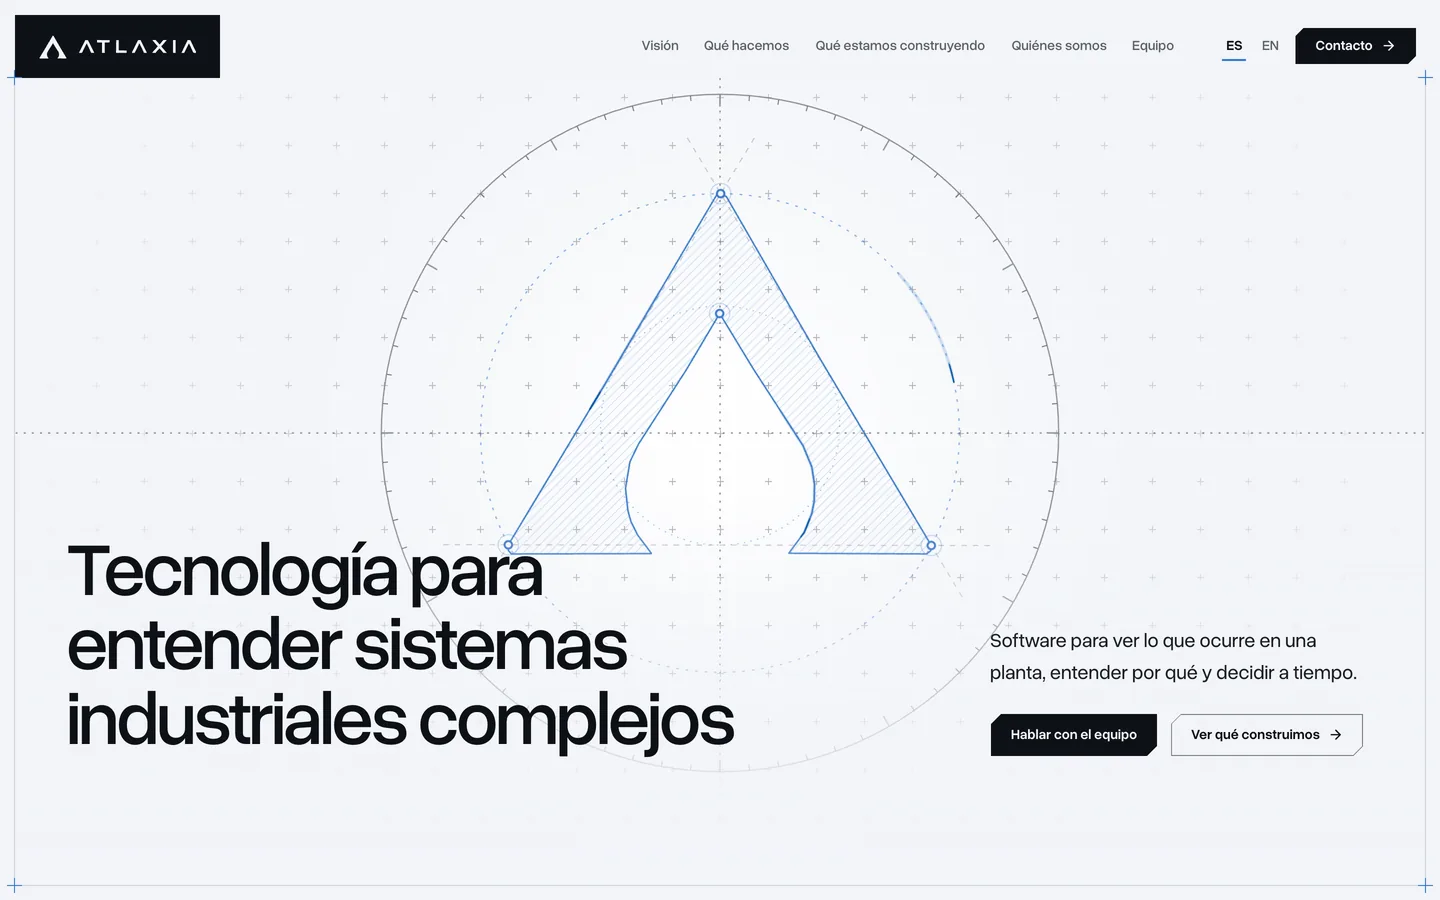 ATLAXIA
Visión
Qué hacemos
Qué estamos construyendo
Quiénes somos
Equipo
ES
EN
Contacto
Tecnología para
entender sistemas
industriales complejos
Software para ver lo que ocurre en una
planta, entender por qué y decidir a tiempo.
Hablar con el equipo
Ver qué construimos